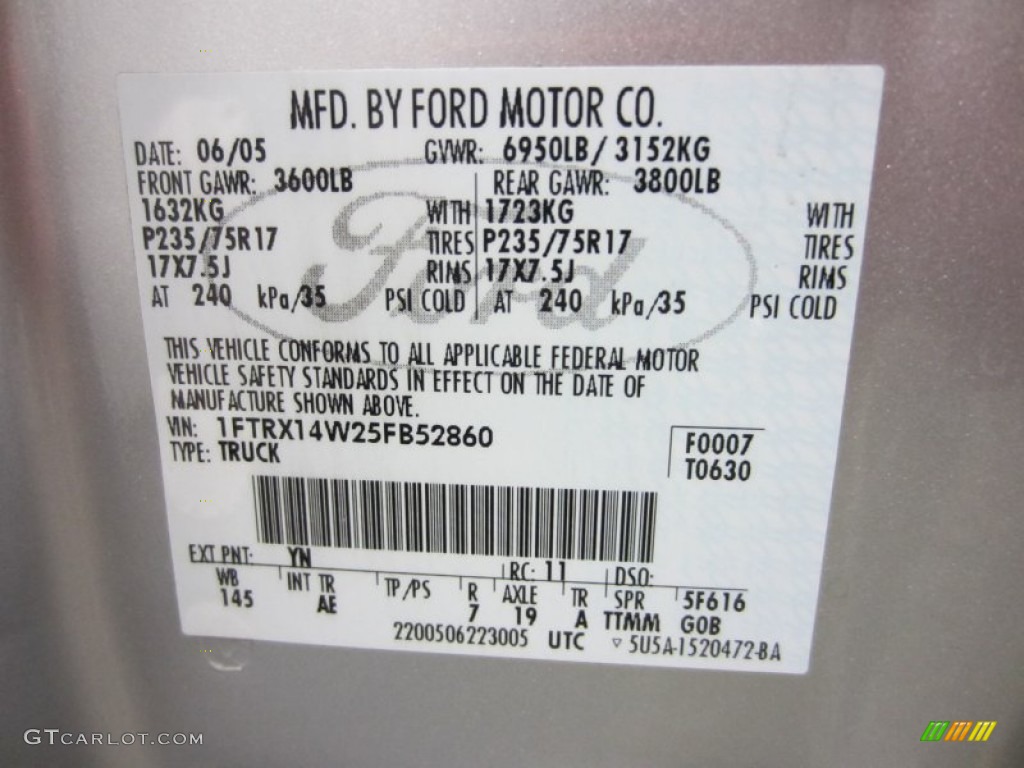 MFD. BY FORD MOTOR CO.
DATE: 06/05 GVWR: 6950LB/ 3152KG
FRONT GAWR: 3600LB REAR GAWR: 3800LB
1632KG WITH 1723KG WITH
P235/75R17 TIRES P235/75R17 TIRES
17X7.5J RIMS 17X7.5J RIMS
AT 240 kPa/35 PSI COLD AT 240 kPa/35 PSI COLD
Ford
THIS VEHICLE CONFORMS TO ALL APPLICABLE FEDERAL MOTOR
VEHICLE SAFETY STANDARDS IN EFFECT ON THE DATE OF
MANUFACTURE SHOWN ABOVE.
VIN: 1FTRX14W25FB52860 F0007
TYPE: TRUCK T0630
EXT PNT: YN RC: 11 DSO:
WB INT TR TP/PS R AXLE TR SPR 5F616
145 AE 7 19 A TTMM GOB
2200506223005 UTC ▿ 5U5A-1520472-BA
GTCARLOT.COM